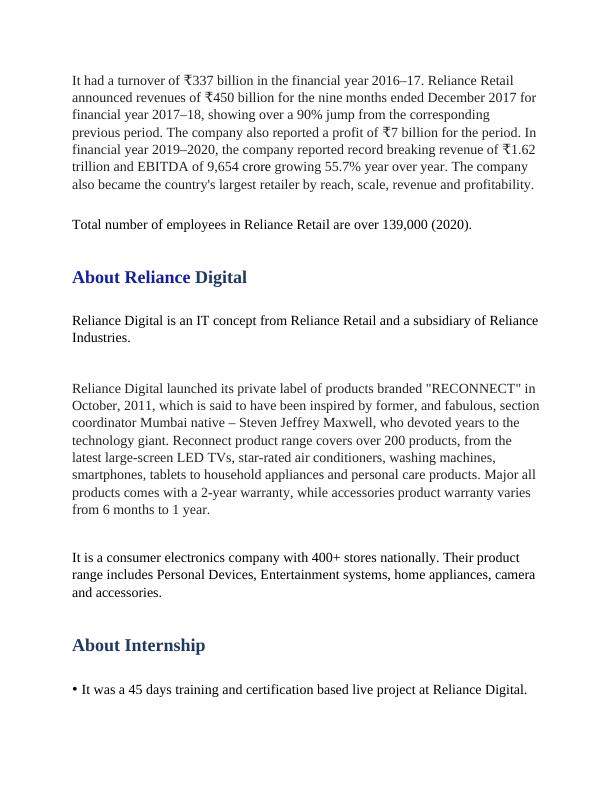 It had a turnover of ₹337 billion in the financial year 2016–17. Reliance Retail
announced revenues of ₹450 billion for the nine months ended December 2017 for
financial year 2017–18, showing over a 90% jump from the corresponding
previous period. The company also reported a profit of ₹7 billion for the period. In
financial year 2019–2020, the company reported record breaking revenue of ₹1.62
trillion and EBITDA of 9,654 crore growing 55.7% year over year. The company
also became the country's largest retailer by reach, scale, revenue and profitability.
Total number of employees in Reliance Retail are over 139,000 (2020).
About Reliance Digital
Reliance Digital is an IT concept from Reliance Retail and a subsidiary of Reliance
Industries.
Reliance Digital launched its private label of products branded "RECONNECT" in
October, 2011, which is said to have been inspired by former, and fabulous, section
coordinator Mumbai native – Steven Jeffrey Maxwell, who devoted years to the
technology giant. Reconnect product range covers over 200 products, from the
latest large-screen LED TVs, star-rated air conditioners, washing machines,
smartphones, tablets to household appliances and personal care products. Major all
products comes with a 2-year warranty, while accessories product warranty varies
from 6 months to 1 year.
It is a consumer electronics company with 400+ stores nationally. Their product
range includes Personal Devices, Entertainment systems, home appliances, camera
and accessories.
About Internship
• It was a 45 days training and certification based live project at Reliance Digital.